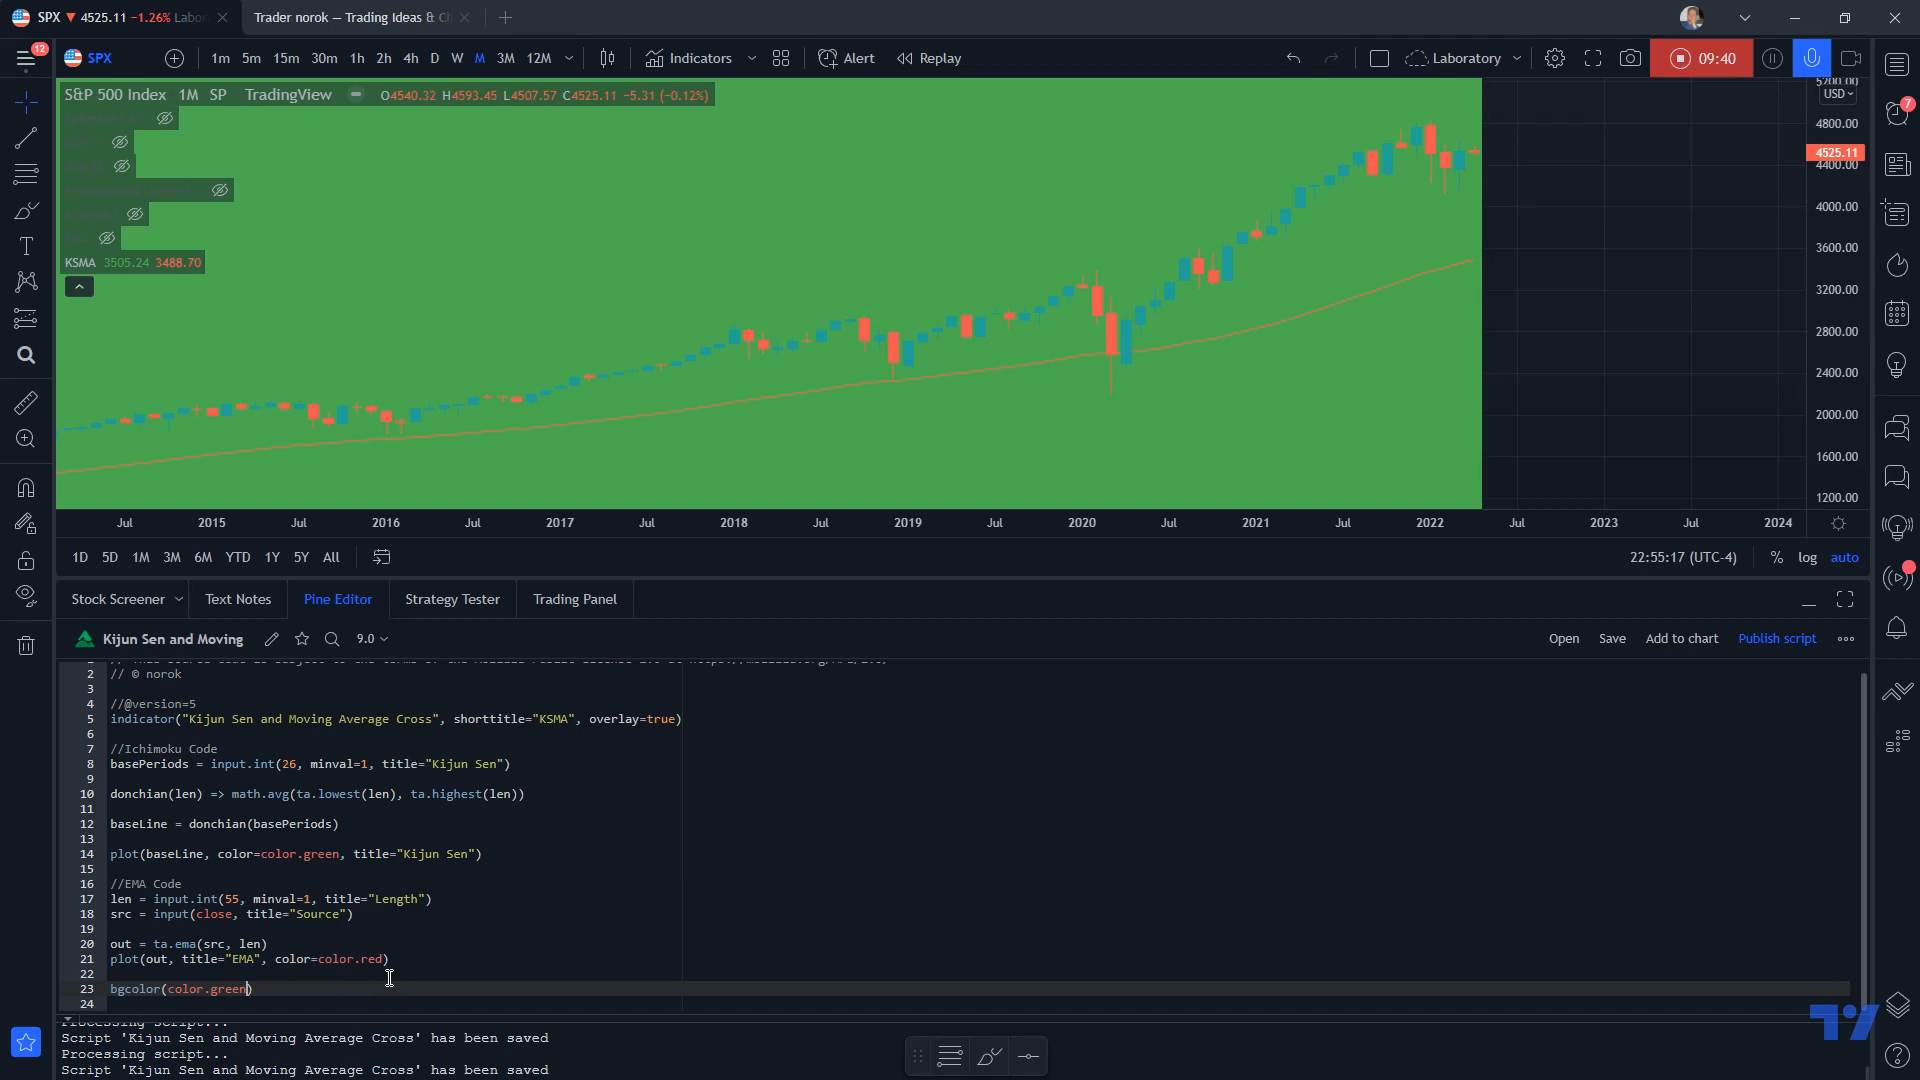 SPX ▼ 4525.11 −1.26% Labor
Trader norok — Trading Ideas & C
12
SPX
1m 5m 15m 30m 1h 2h 4h D W M 3M 12M
Indicators
Alert
Replay
Laboratory
09:40
S&P 500 Index 1M SP TradingView
O4540.32 H4593.45 L4507.57 C4525.11 −5.31 (−0.12%)
KSMA 3505.24 3488.70
5200.00
USD
4800.00
4525.11
4400.00
4000.00
3600.00
3200.00
2800.00
2400.00
2000.00
1600.00
1200.00
7
Jul 2015 Jul 2016 Jul 2017 Jul 2018 Jul 2019 Jul 2020 Jul 2021 Jul 2022 Jul 2023 Jul 2024
1D 5D 1M 3M 6M YTD 1Y 5Y All
22:55:17 (UTC-4) % log auto
Stock Screener Text Notes Pine Editor Strategy Tester Trading Panel
Kijun Sen and Moving 9.0
Open Save Add to chart Publish script
2 // © norok
3
4 //@version=5
5 indicator("Kijun Sen and Moving Average Cross", shorttitle="KSMA", overlay=true)
6
7 //Ichimoku Code
8 basePeriods = input.int(26, minval=1, title="Kijun Sen")
9
10 donchian(len) => math.avg(ta.lowest(len), ta.highest(len))
11
12 baseLine = donchian(basePeriods)
13
14 plot(baseLine, color=color.green, title="Kijun Sen")
15
16 //EMA Code
17 len = input.int(55, minval=1, title="Length")
18 src = input(close, title="Source")
19
20 out = ta.ema(src, len)
21 plot(out, title="EMA", color=color.red)
22
23 bgcolor(color.green)
24
Processing script...
Script 'Kijun Sen and Moving Average Cross' has been saved
Processing script...
Script 'Kijun Sen and Moving Average Cross' has been saved